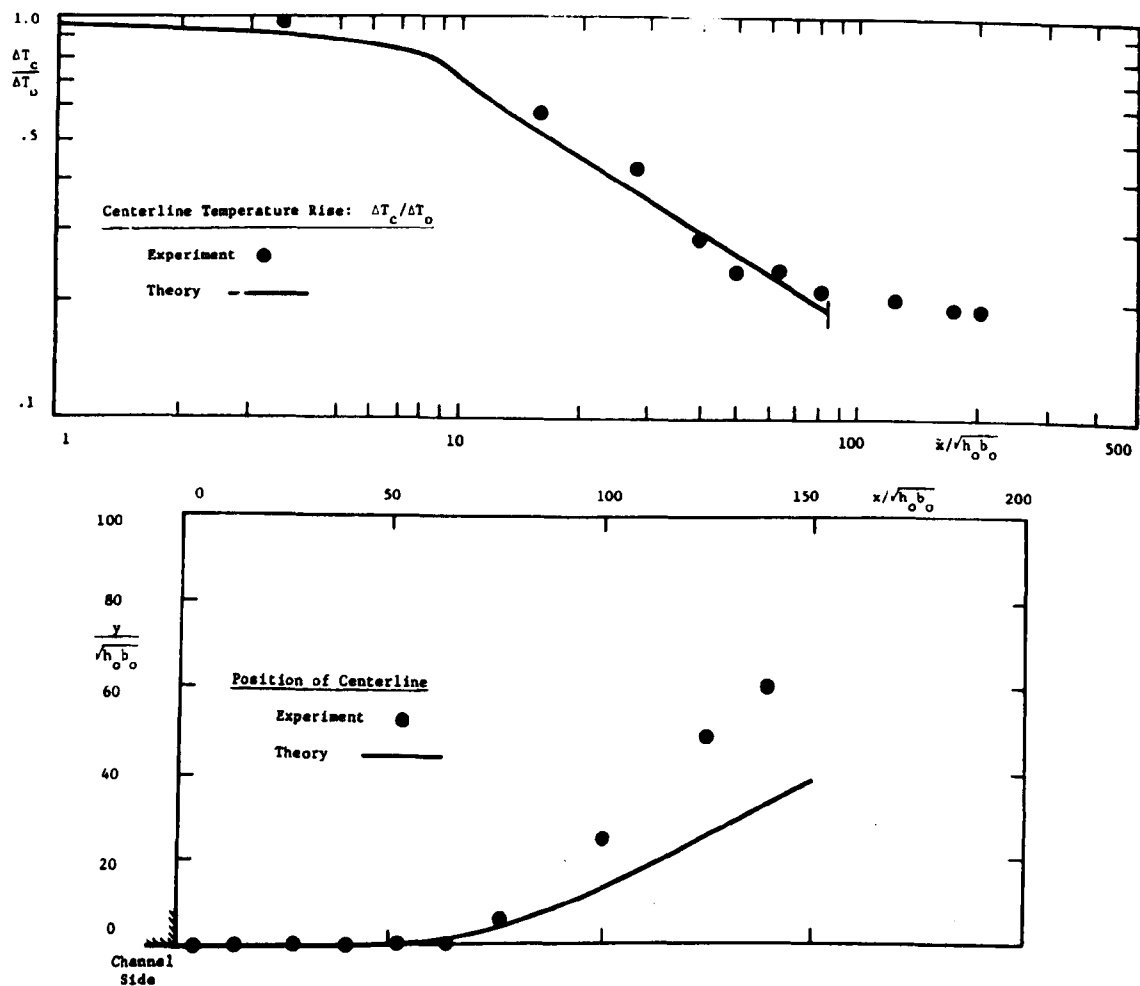 1.0
ΔT_c
ΔT_o
.5
.1
Centerline Temperature Rise: ΔT_c/ΔT_o
Experiment
Theory
1 10 100 x̃/√h_o b_o 500
0 50 100 x/√h_o b_o 150 200
100
80
y
√h_o b_o
60
40
20
0
Position of Centerline
Experiment
Theory
Channel
Side